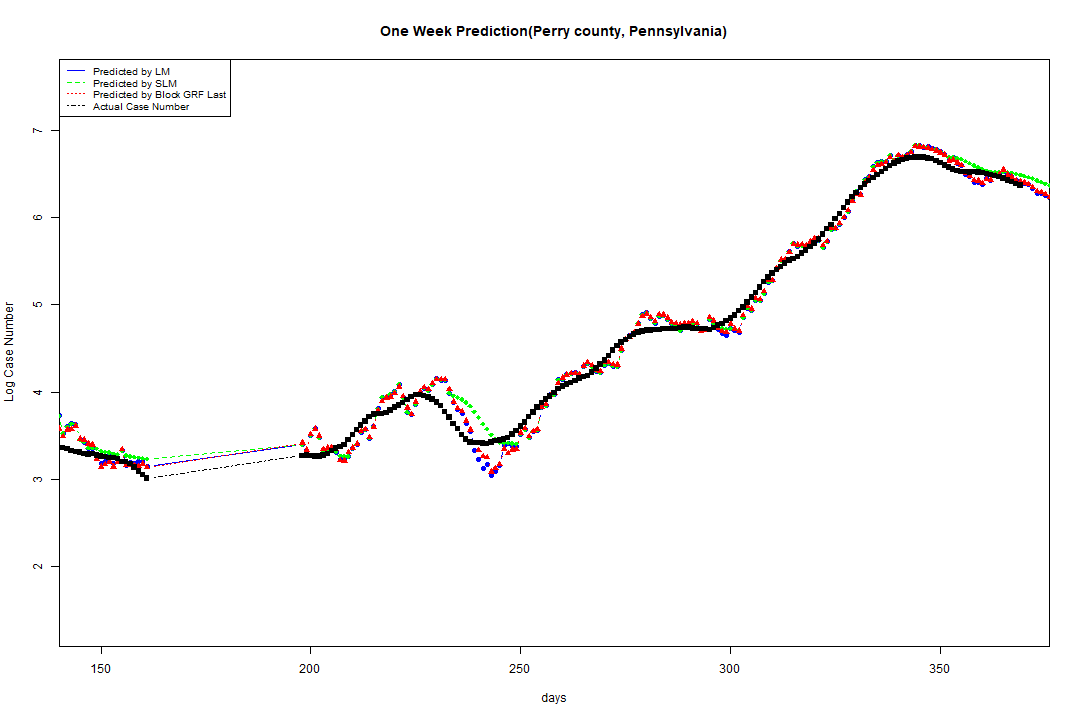 One Week Prediction(Perry county, Pennsylvania)
Predicted by LM
Predicted by SLM
Predicted by Block GRF Last
Actual Case Number
7
6
5
4
3
2
Log Case Number
150 200 250 300 350
days